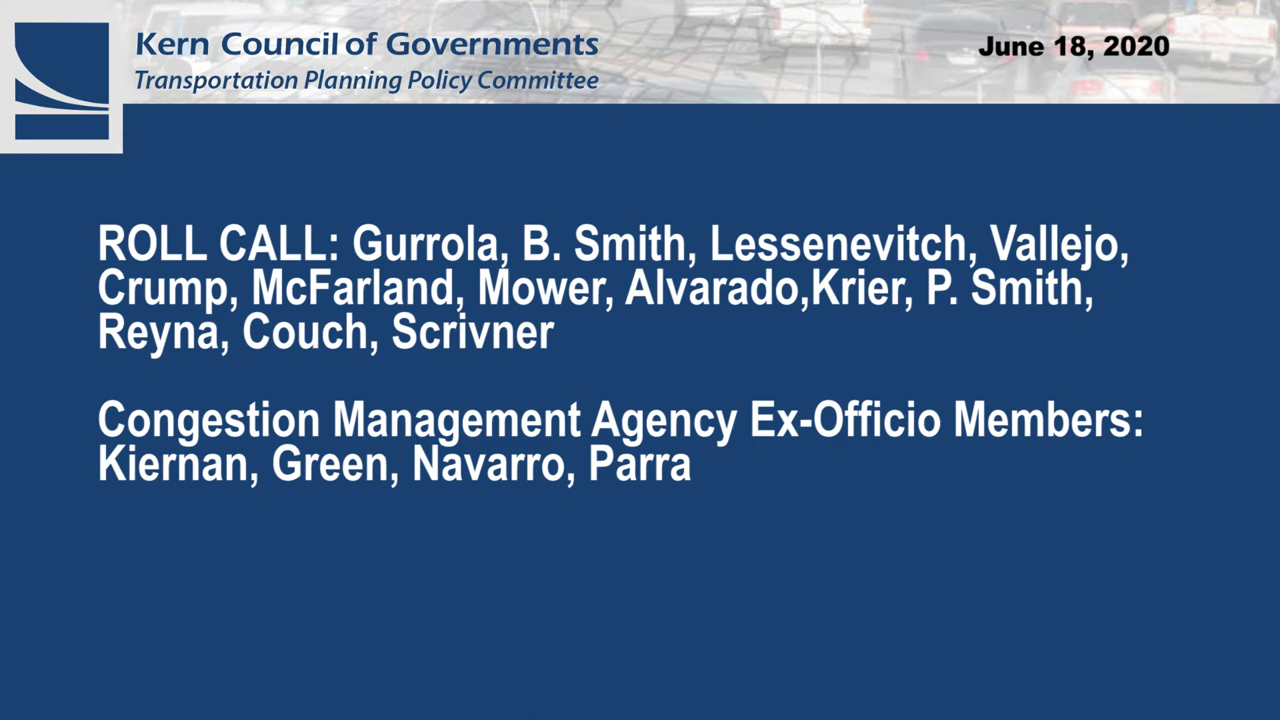 Kern Council of Governments
Transportation Planning Policy Committee
June 18, 2020
ROLL CALL: Gurrola, B. Smith, Lessenevitch, Vallejo,
Crump, McFarland, Mower, Alvarado,Krier, P. Smith,
Reyna, Couch, Scrivner
Congestion Management Agency Ex-Officio Members:
Kiernan, Green, Navarro, Parra